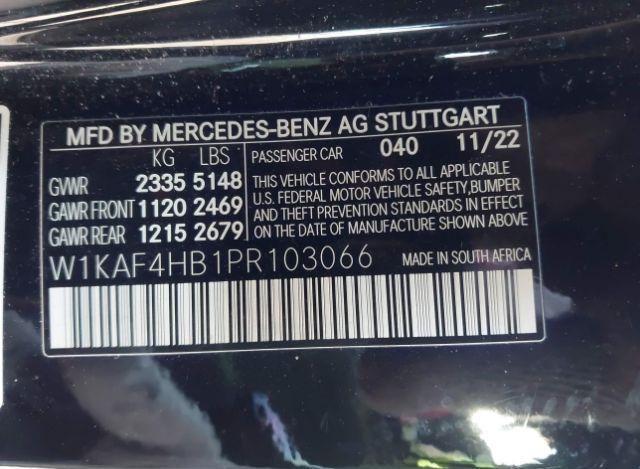 MFD BY MERCEDES-BENZ AG STUTTGART
KG LBS PASSENGER CAR 040 11/22
GVWR 2335 5148
GAWR FRONT 1120 2469
GAWR REAR 1215 2679
THIS VEHICLE CONFORMS TO ALL APPLICABLE
U.S. FEDERAL MOTOR VEHICLE SAFETY, BUMPER
AND THEFT PREVENTION STANDARDS IN EFFECT
ON THE DATE OF MANUFACTURE SHOWN ABOVE
W1KAF4HB1PR103066 MADE IN SOUTH AFRICA